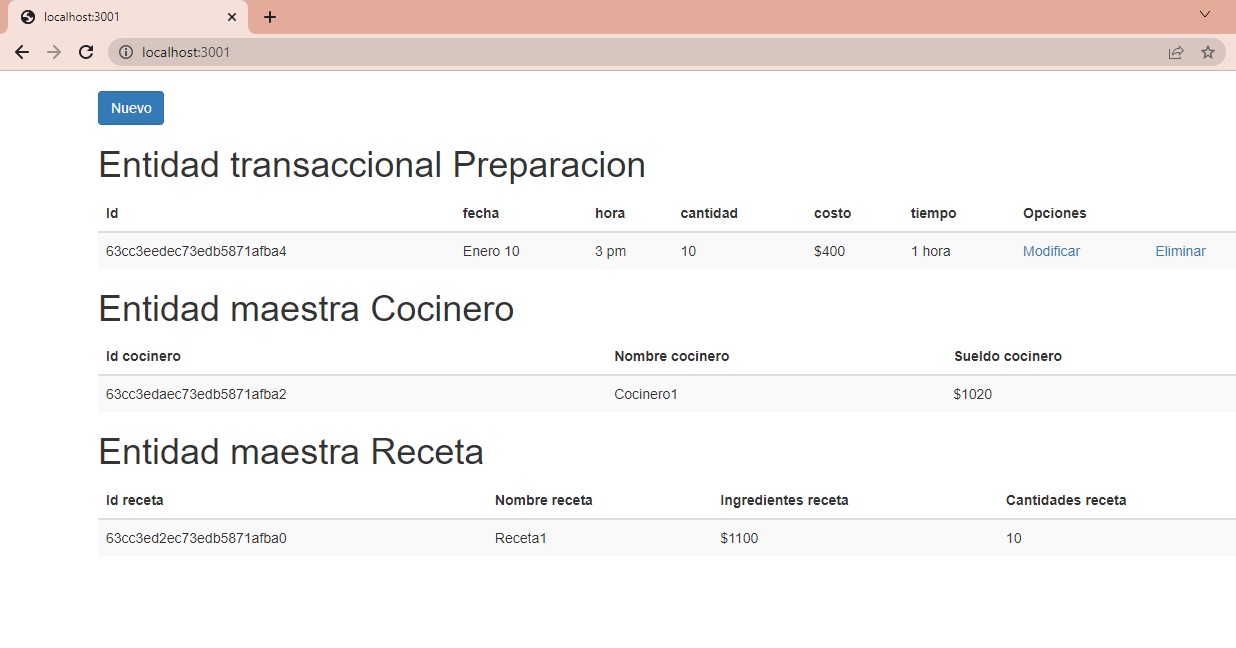 localhost:3001
localhost:3001
Nuevo
Entidad transaccional Preparacion
Id fecha hora cantidad costo tiempo Opciones
63cc3eedec73edb5871afba4 Enero 10 3 pm 10 $400 1 hora Modificar Eliminar
Entidad maestra Cocinero
Id cocinero Nombre cocinero Sueldo cocinero
63cc3edaec73edb5871afba2 Cocinero1 $1020
Entidad maestra Receta
Id receta Nombre receta Ingredientes receta Cantidades receta
63cc3ed2ec73edb5871afba0 Receta1 $1100 10